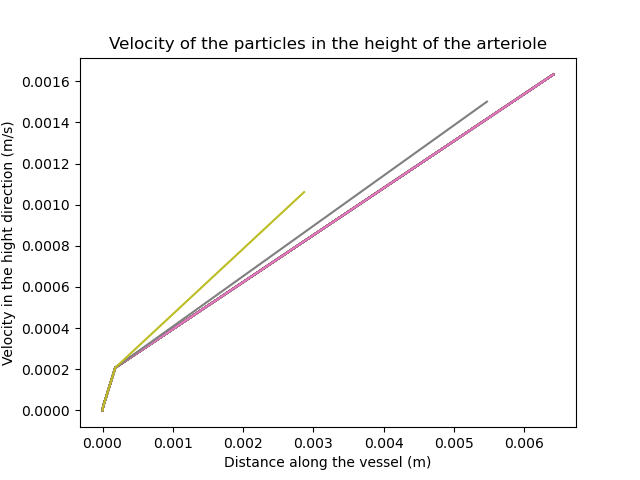 Velocity of the particles in the height of the arteriole
Velocity in the hight direction (m/s)
0.0016
0.0014
0.0012
0.0010
0.0008
0.0006
0.0004
0.0002
0.0000
0.000 0.001 0.002 0.003 0.004 0.005 0.006
Distance along the vessel (m)